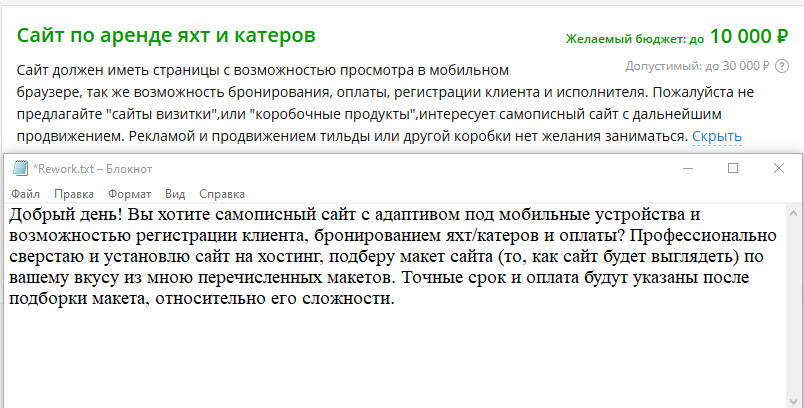 Сайт по аренде яхт и катеров
Желаемый бюджет: до 10 000 ₽
Допустимый: до 30 000 ₽ ?
Сайт должен иметь страницы с возможностью просмотра в мобильном
браузере, так же возможность бронирования, оплаты, регистрации клиента и исполнителя. Пожалуйста не
предлагайте "сайты визитки",или "коробочные продукты",интересует самописный сайт с дальнейшим
продвижением. Рекламой и продвижением тильды или другой коробки нет желания заниматься. Скрыть
*Rework.txt – Блокнот
Файл Правка Формат Вид Справка
Добрый день! Вы хотите самописный сайт с адаптивом под мобильные устройства и
возможностью регистрации клиента, бронированием яхт/катеров и оплаты? Профессионально
сверстаю и установлю сайт на хостинг, подберу макет сайта (то, как сайт будет выглядеть) по
вашему вкусу из мною перечисленных макетов. Точные срок и оплата будут указаны после
подборки макета, относительно его сложности.